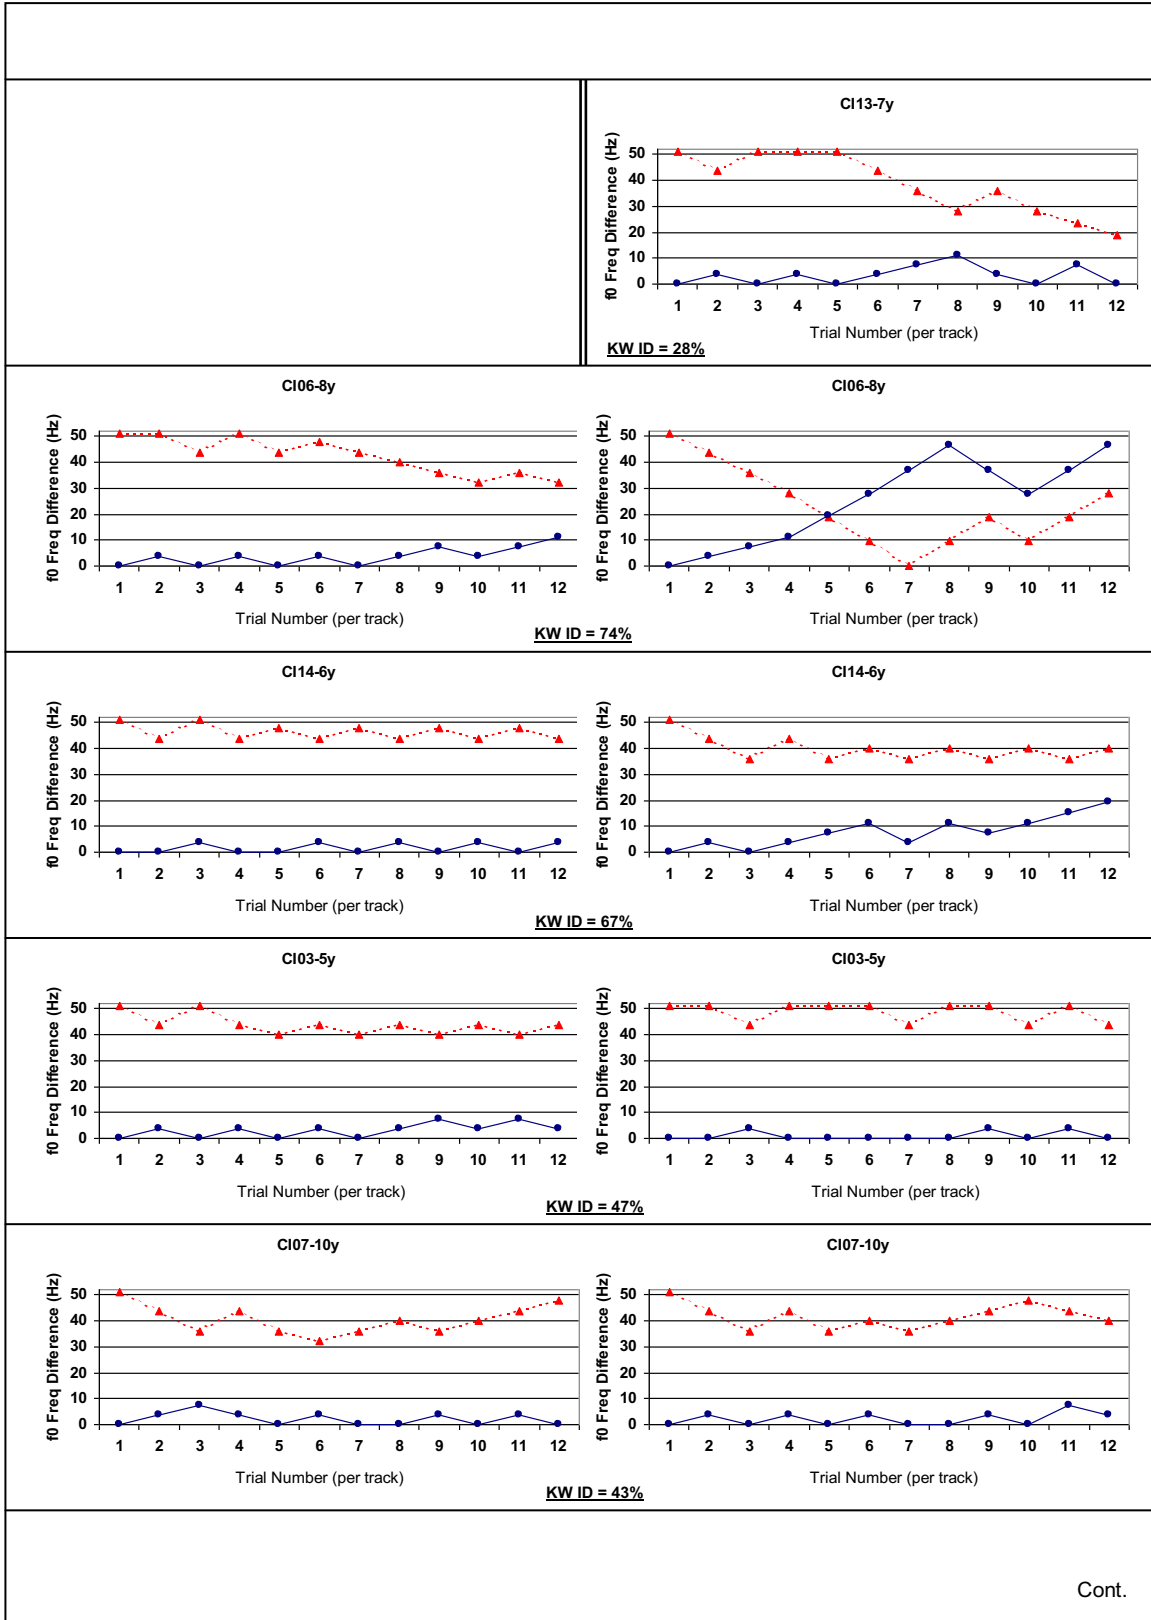 CI13-7y
f0 Freq Difference (Hz)
50
40
30
20
10
0
1 2 3 4 5 6 7 8 9 10 11 12
Trial Number (per track)
KW ID = 28%
CI06-8y
f0 Freq Difference (Hz)
50
40
30
20
10
0
1 2 3 4 5 6 7 8 9 10 11 12
Trial Number (per track)
CI06-8y
f0 Freq Difference (Hz)
50
40
30
20
10
0
1 2 3 4 5 6 7 8 9 10 11 12
Trial Number (per track)
KW ID = 74%
CI14-6y
f0 Freq Difference (Hz)
50
40
30
20
10
0
1 2 3 4 5 6 7 8 9 10 11 12
Trial Number (per track)
CI14-6y
f0 Freq Difference (Hz)
50
40
30
20
10
0
1 2 3 4 5 6 7 8 9 10 11 12
Trial Number (per track)
KW ID = 67%
CI03-5y
f0 Freq Difference (Hz)
50
40
30
20
10
0
1 2 3 4 5 6 7 8 9 10 11 12
Trial Number (per track)
CI03-5y
f0 Freq Difference (Hz)
50
40
30
20
10
0
1 2 3 4 5 6 7 8 9 10 11 12
Trial Number (per track)
KW ID = 47%
CI07-10y
f0 Freq Difference (Hz)
50
40
30
20
10
0
1 2 3 4 5 6 7 8 9 10 11 12
Trial Number (per track)
CI07-10y
f0 Freq Difference (Hz)
50
40
30
20
10
0
1 2 3 4 5 6 7 8 9 10 11 12
Trial Number (per track)
KW ID = 43%
Cont.